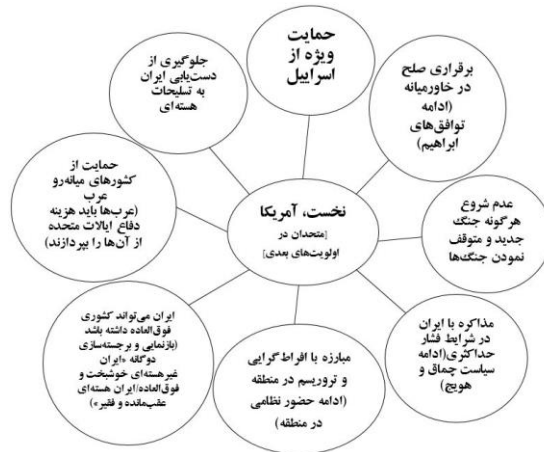 حمایت
ویژه از
اسراییل
برقراری صلح
در خاورمیانه
(ادامه
توافق‌های
ابراهیم)
عدم شروع
هرگونه جنگ
جدید و متوقف
نمودن جنگ‌ها
مذاکره با ایران
در شرایط فشار
حداکثری(ادامه
سیاست چماق و
هویج)
مبارزه با افراط‌گرایی
و تروریسم در منطقه
(ادامه حضور نظامی
در منطقه)
ایران می‌تواند کشوری
فوق‌العاده داشته باشد
(بازنمایی و برجسته‌سازی
دوگانه «ایران
غیرهسته‌ای خوشبخت و
فوق‌العاده/ایران هسته‌ای
عقب‌مانده و فقیر»)
حمایت از
کشورهای میانه‌رو
عرب
(عرب‌ها باید هزینه
دفاع ایالات متحده
از آن‌ها را بپردازند)
جلوگیری از
دست‌یابی ایران
به تسلیحات
هسته‌ای
نخست، آمریکا
[متحدان در
اولویت‌های بعدی]